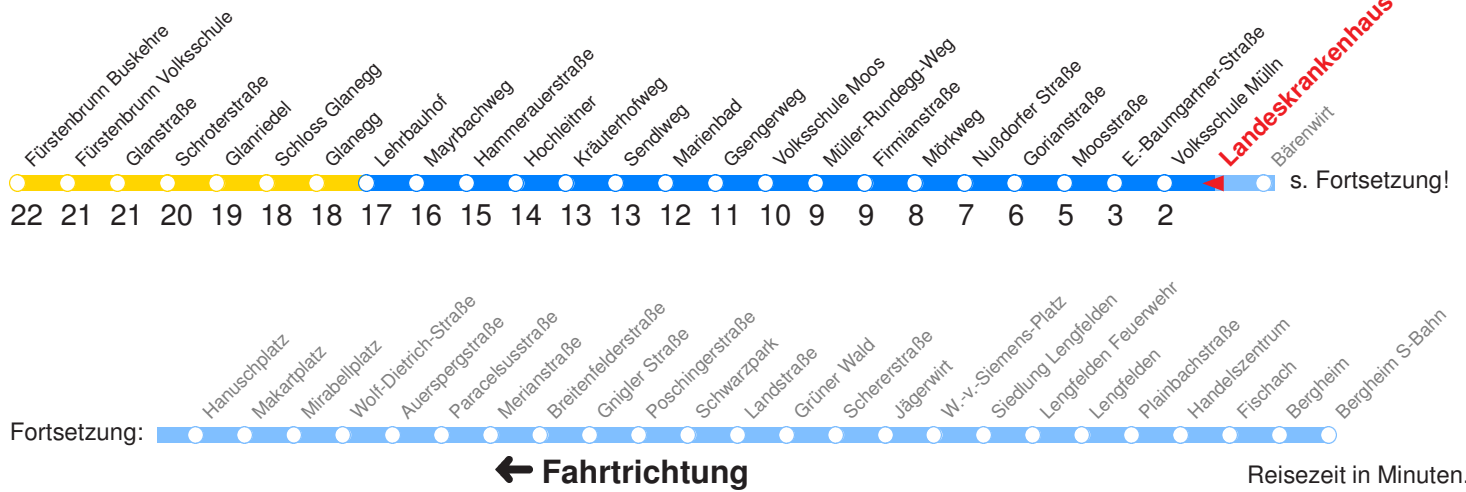 Fürstenbrunn Buskehre
Fürstenbrunn Volksschule
Glanstraße
Schroterstraße
Glanriedel
Schloss Glanegg
Glanegg
Lehrbauhof
Mayrbachweg
Hammerauerstraße
Hochleitner
Kräuterhofweg
Sendlweg
Marienbad
Gsengerweg
Volksschule Moos
Müller-Rundegg-Weg
Firmianstraße
Mörkweg
Nußdorfer Straße
Gorianstraße
Moosstraße
E.-Baumgartner-Straße
Volksschule Mülln
Landeskrankenhaus
Bärenwirt
s. Fortsetzung!
22 21 21 20 19 18 18 17 16 15 14 13 13 12 11 10 9 9 8 7 6 5 3 2
Hanuschplatz
Makartplatz
Mirabellplatz
Wolf-Dietrich-Straße
Auerspergstraße
Paracelsusstraße
Merianstraße
Breitenfelderstraße
Gnigler Straße
Poschingerstraße
Schwarzpark
Landstraße
Grüner Wald
Schererstraße
Jägerwirt
W.-v.-Siemens-Platz
Siedlung Lengfelden
Lengfelden Feuerwehr
Lengfelden
Plainbachstraße
Handelszentrum
Fischach
Bergheim
Bergheim S-Bahn
Fortsetzung:
← Fahrtrichtung
Reisezeit in Minuten.